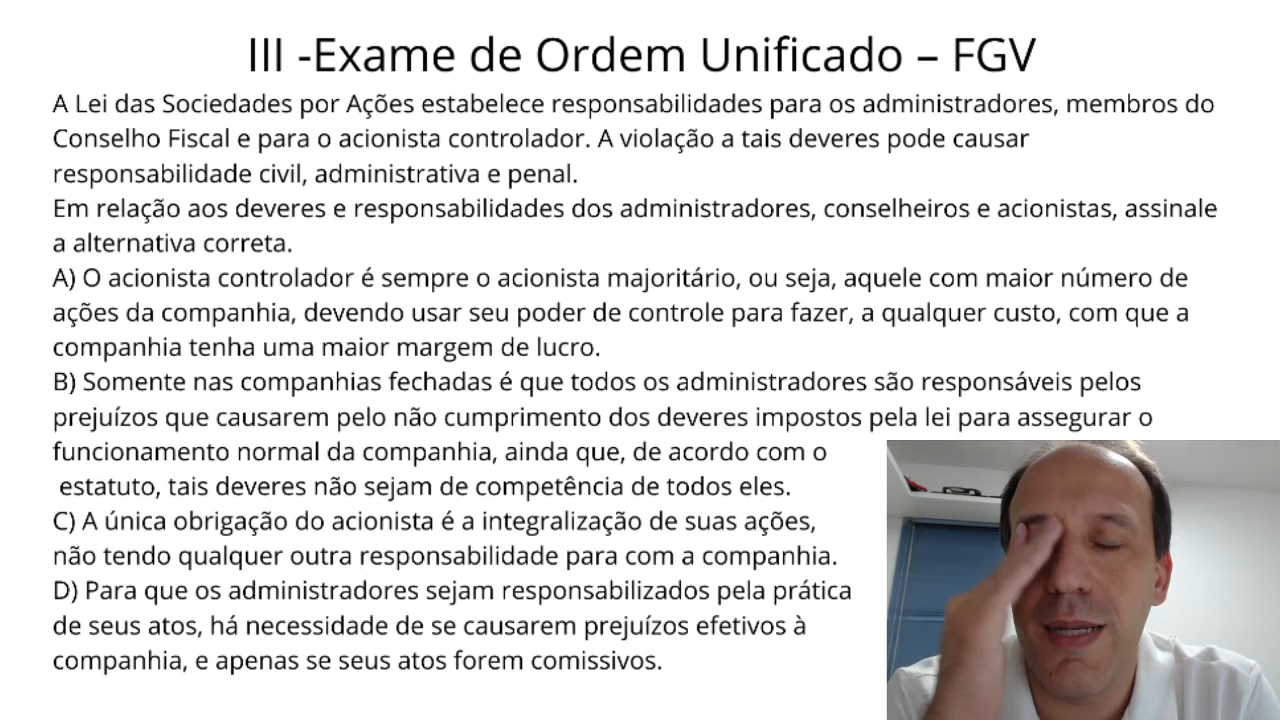 III -Exame de Ordem Unificado – FGV
A Lei das Sociedades por Ações estabelece responsabilidades para os administradores, membros do
Conselho Fiscal e para o acionista controlador. A violação a tais deveres pode causar
responsabilidade civil, administrativa e penal.
Em relação aos deveres e responsabilidades dos administradores, conselheiros e acionistas, assinale
a alternativa correta.
A) O acionista controlador é sempre o acionista majoritário, ou seja, aquele com maior número de
ações da companhia, devendo usar seu poder de controle para fazer, a qualquer custo, com que a
companhia tenha uma maior margem de lucro.
B) Somente nas companhias fechadas é que todos os administradores são responsáveis pelos
prejuízos que causarem pelo não cumprimento dos deveres impostos pela lei para assegurar o
funcionamento normal da companhia, ainda que, de acordo com o
estatuto, tais deveres não sejam de competência de todos eles.
C) A única obrigação do acionista é a integralização de suas ações,
não tendo qualquer outra responsabilidade para com a companhia.
D) Para que os administradores sejam responsabilizados pela prática
de seus atos, há necessidade de se causarem prejuízos efetivos à
companhia, e apenas se seus atos forem comissivos.